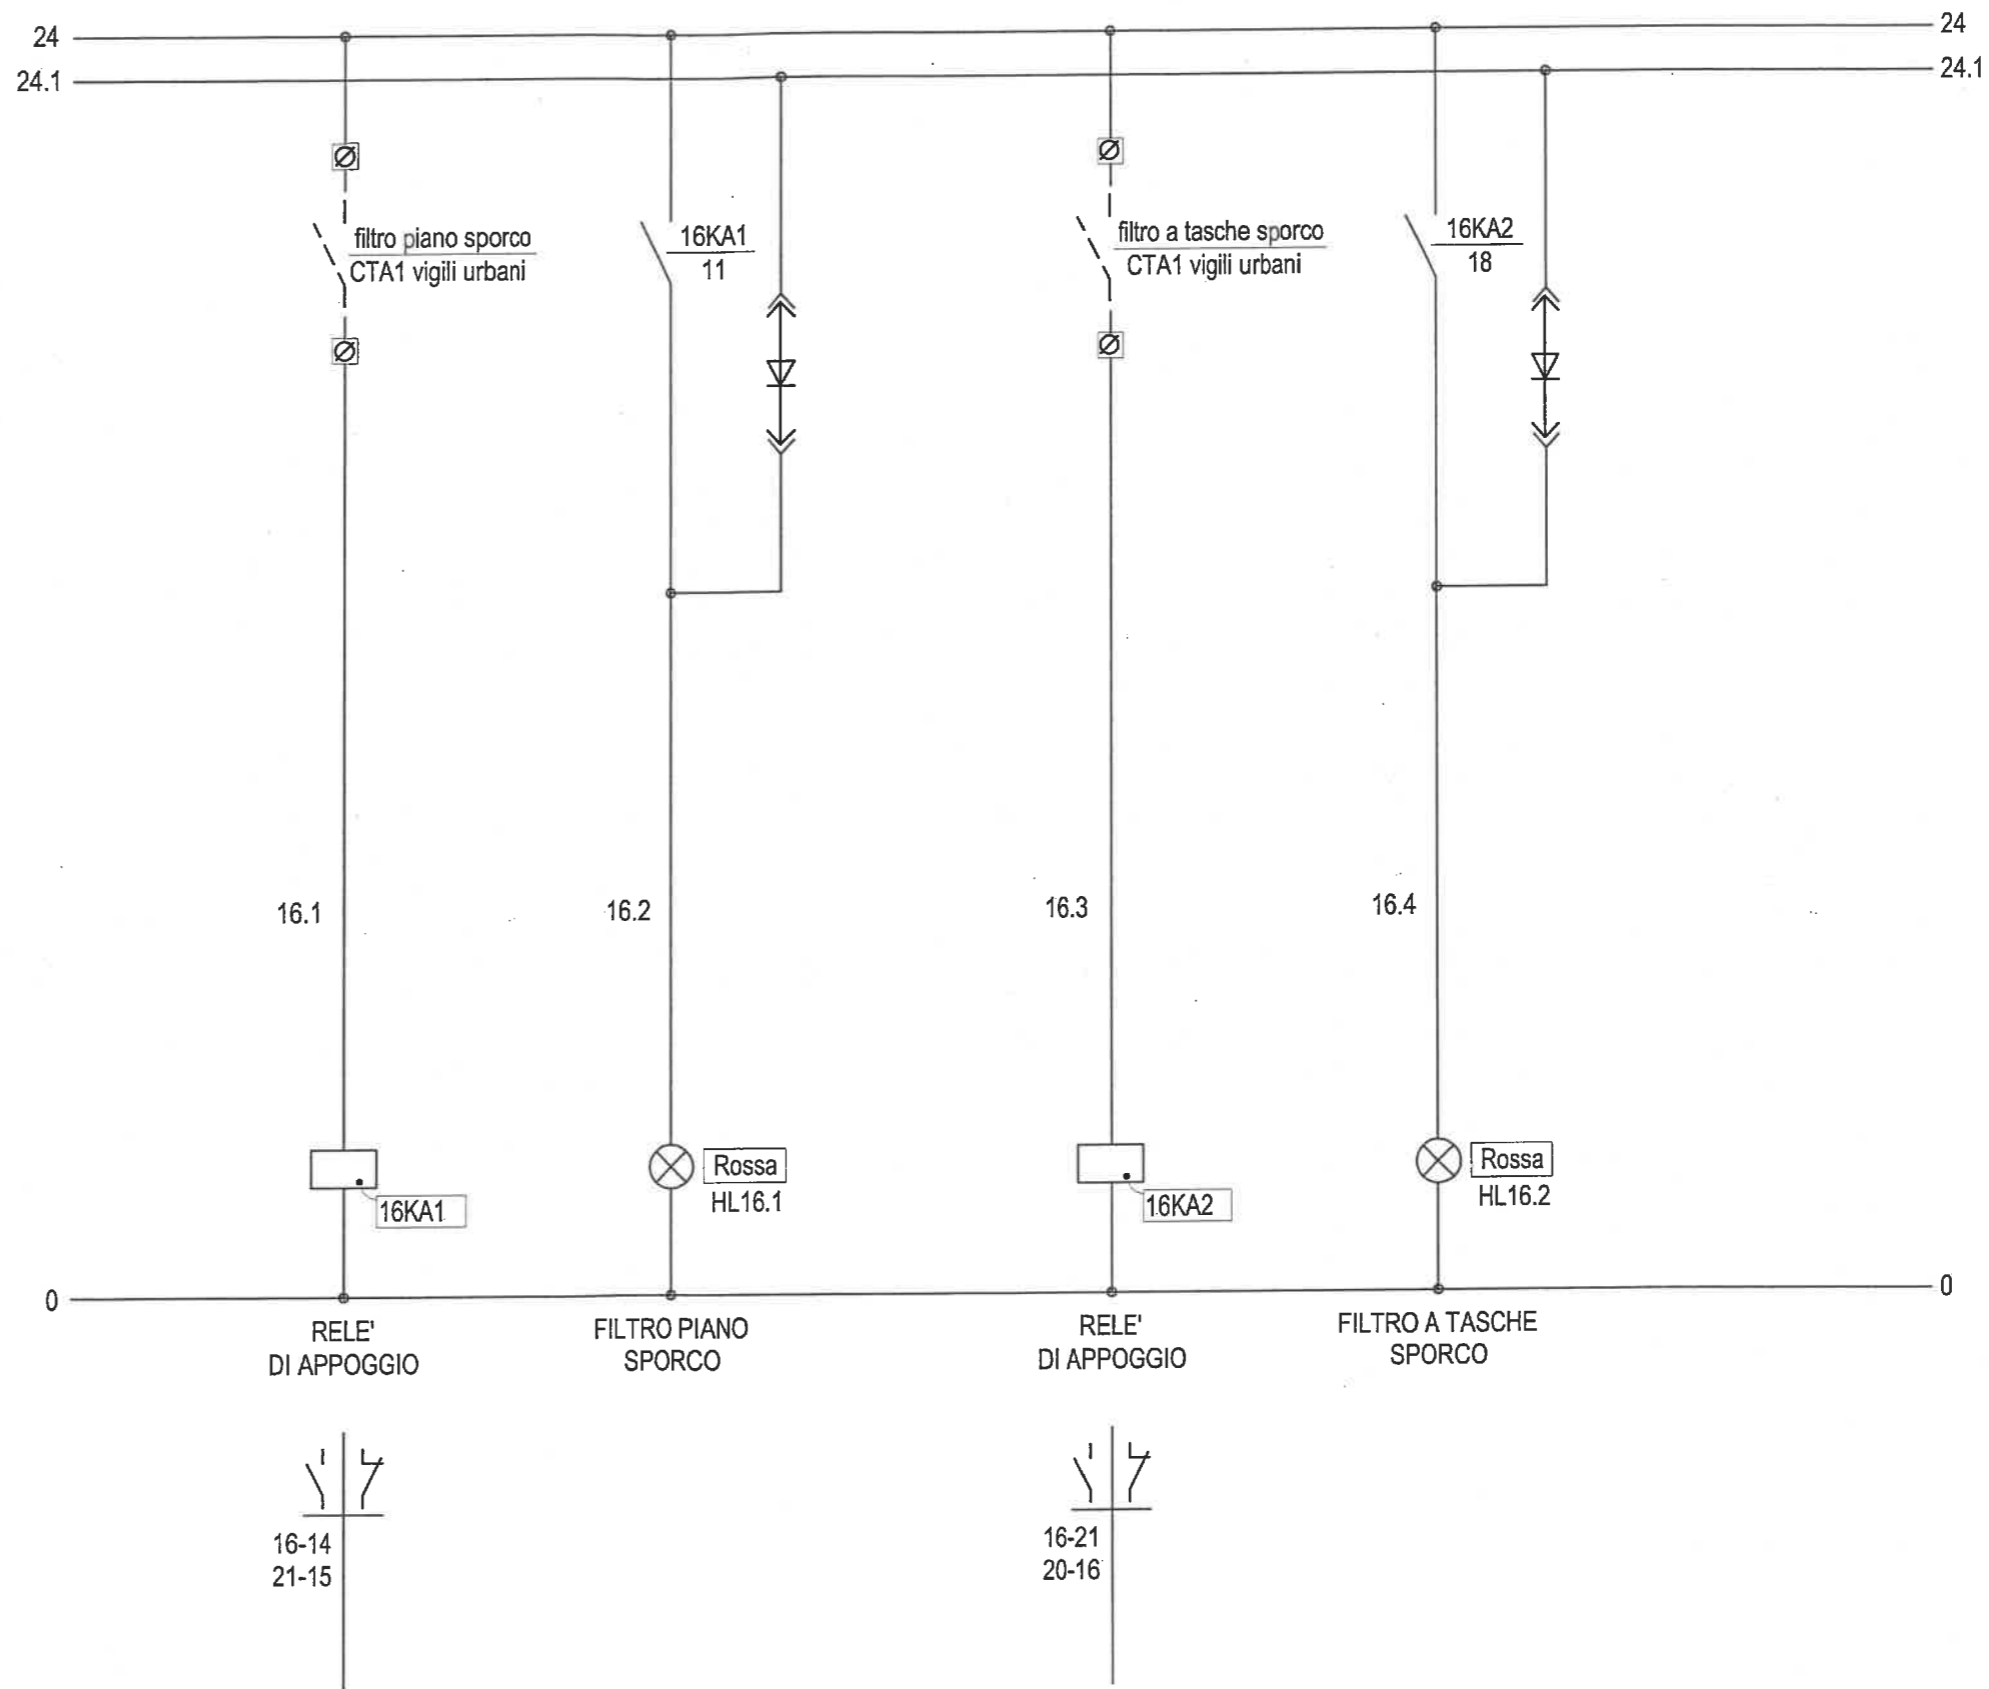 24
24
24.1
24.1
filtro piano sporco
CTA1 vigili urbani
16KA1
11
filtro a tasche sporco
CTA1 vigili urbani
16KA2
18
16.1
16.2
16.3
16.4
Rossa
HL16.1
16KA1
Rossa
HL16.2
16KA2
0
0
RELE'
DI APPOGGIO
FILTRO PIANO
SPORCO
RELE'
DI APPOGGIO
FILTRO A TASCHE
SPORCO
16-14
21-15
16-21
20-16